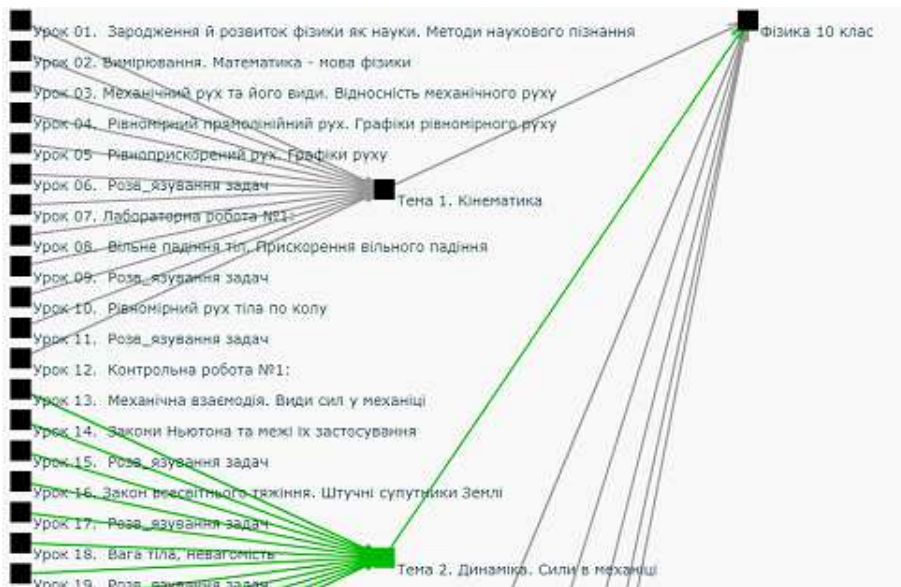 Урок 01. Зародження й розвиток фізики як науки. Методи наукового пізнання
Фізика 10 клас
Урок 02. Вимірювання. Математика - мова фізики
Урок 03. Механічний рух та його види. Відносність механічного руху
Урок 04. Рівномірний прямолінійний рух. Графіки рівномірного руху
Урок 05 Рівноприскорений рух. Графіки руху
Урок 06. Розв_язування задач
Тема 1. Кінематика
Урок 07. Лабораторна робота №1:
Урок 08. Вільне падіння тіл. Прискорення вільного падіння
Урок 09. Розв_язування задач
Урок 10. Рівномірний рух тіла по колу
Урок 11. Розв_язування задач
Урок 12. Контрольна робота №1:
Урок 13. Механічна взаємодія. Види сил у механіці
Урок 14. Закони Ньютона та межі їх застосування
Урок 15. Розв_язування задач
Урок 16. Закон всесвітнього тяжіння. Штучні супутники Землі
Урок 17. Розв_язування задач
Урок 18. Вага тіла, невагомість
Тема 2. Динаміка. Сили в механіці
Урок 19. Розв_язування задач